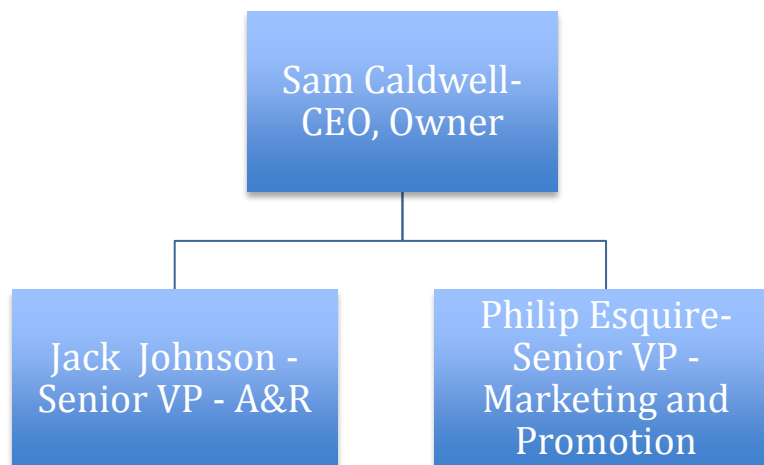 Sam Caldwell-
CEO, Owner
Jack  Johnson -
Senior VP - A&R
Philip Esquire-
Senior VP -
Marketing and
Promotion